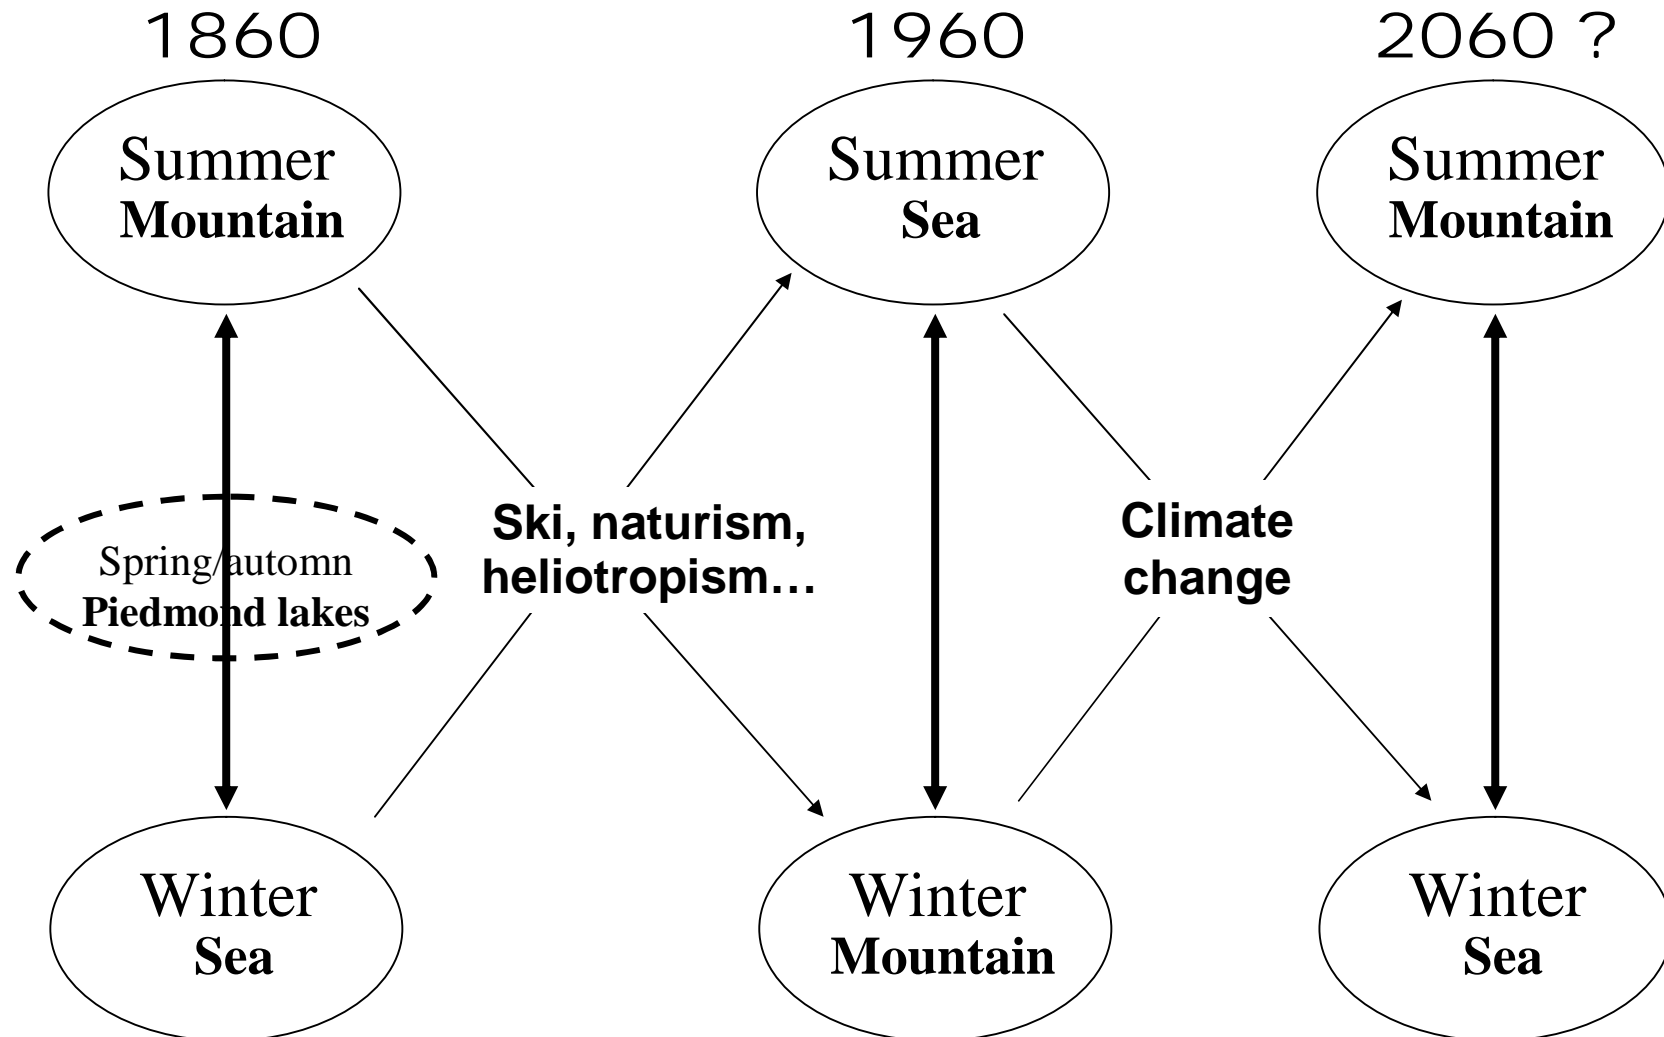 1860
1960
2060 ?
Summer
Mountain
Summer
Sea
Summer
Mountain
Spring/automn
Piedmond lakes
Ski, naturism,
heliotropism…
Climate
change
Winter
Sea
Winter
Mountain
Winter
Sea